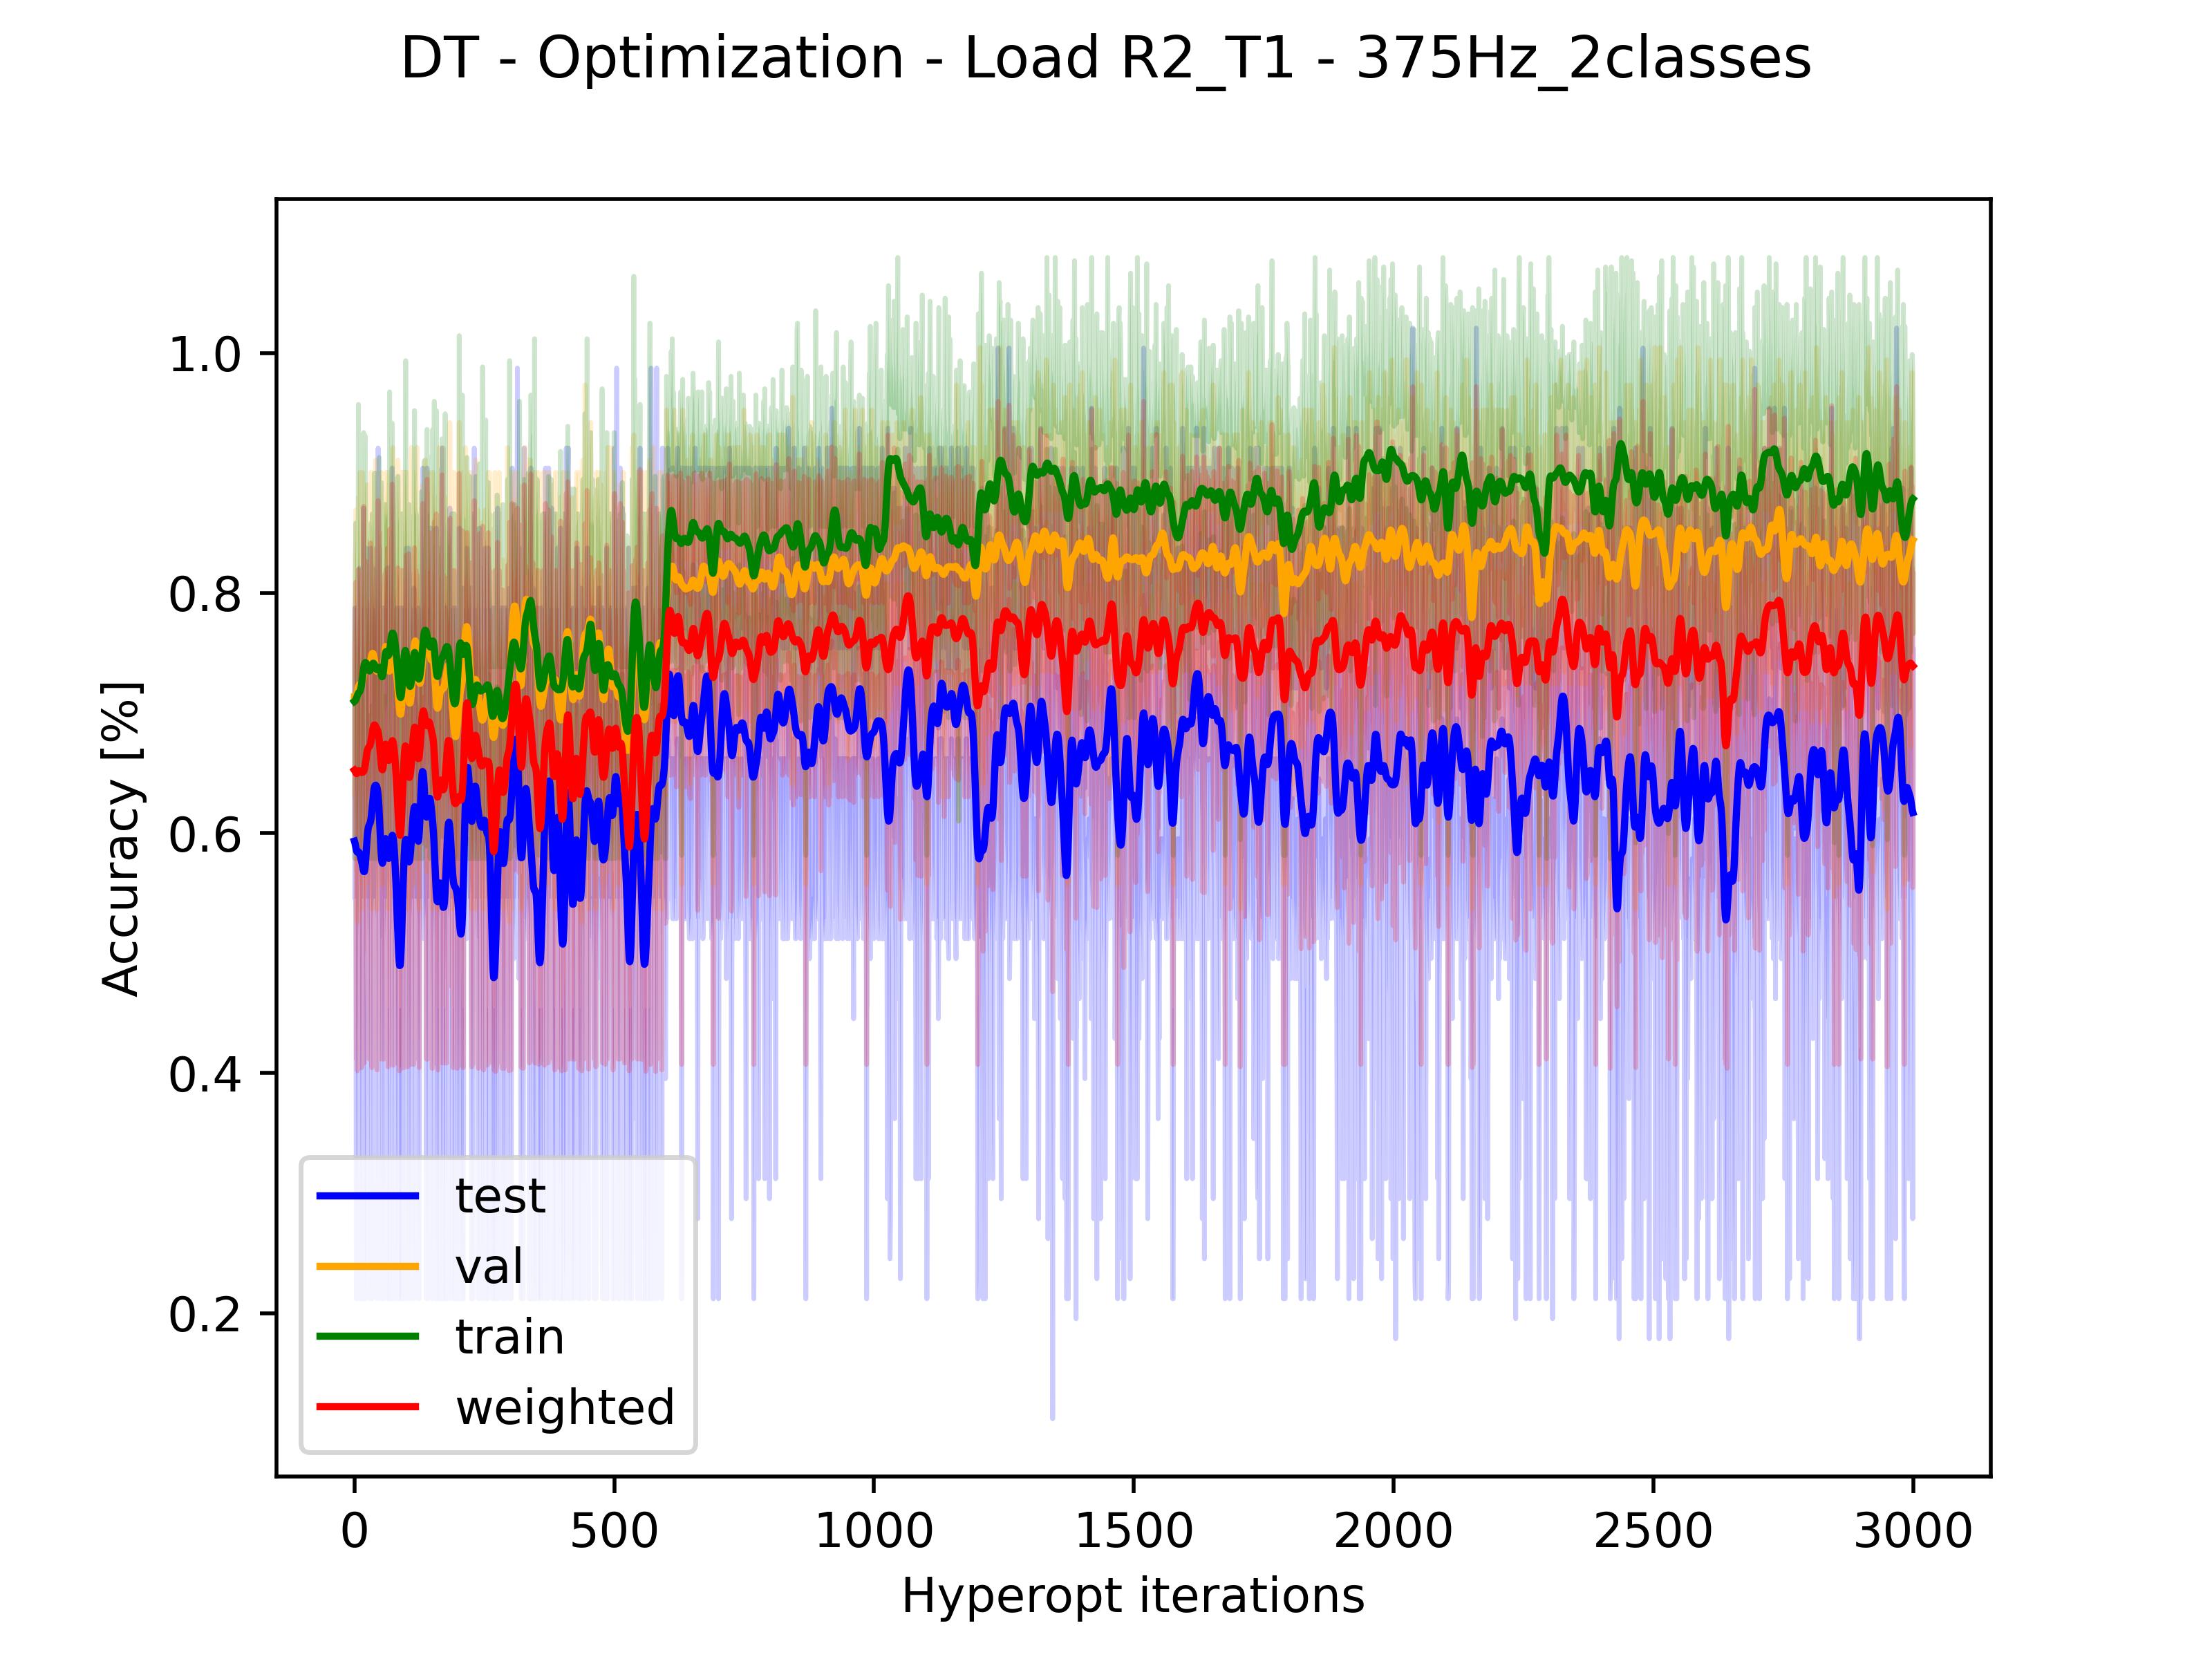 DT - Optimization - Load R2_T1 - 375Hz_2classes
Accuracy [%]
1.0
0.8
0.6
0.4
0.2
test
val
train
weighted
0 500 1000 1500 2000 2500 3000
Hyperopt iterations